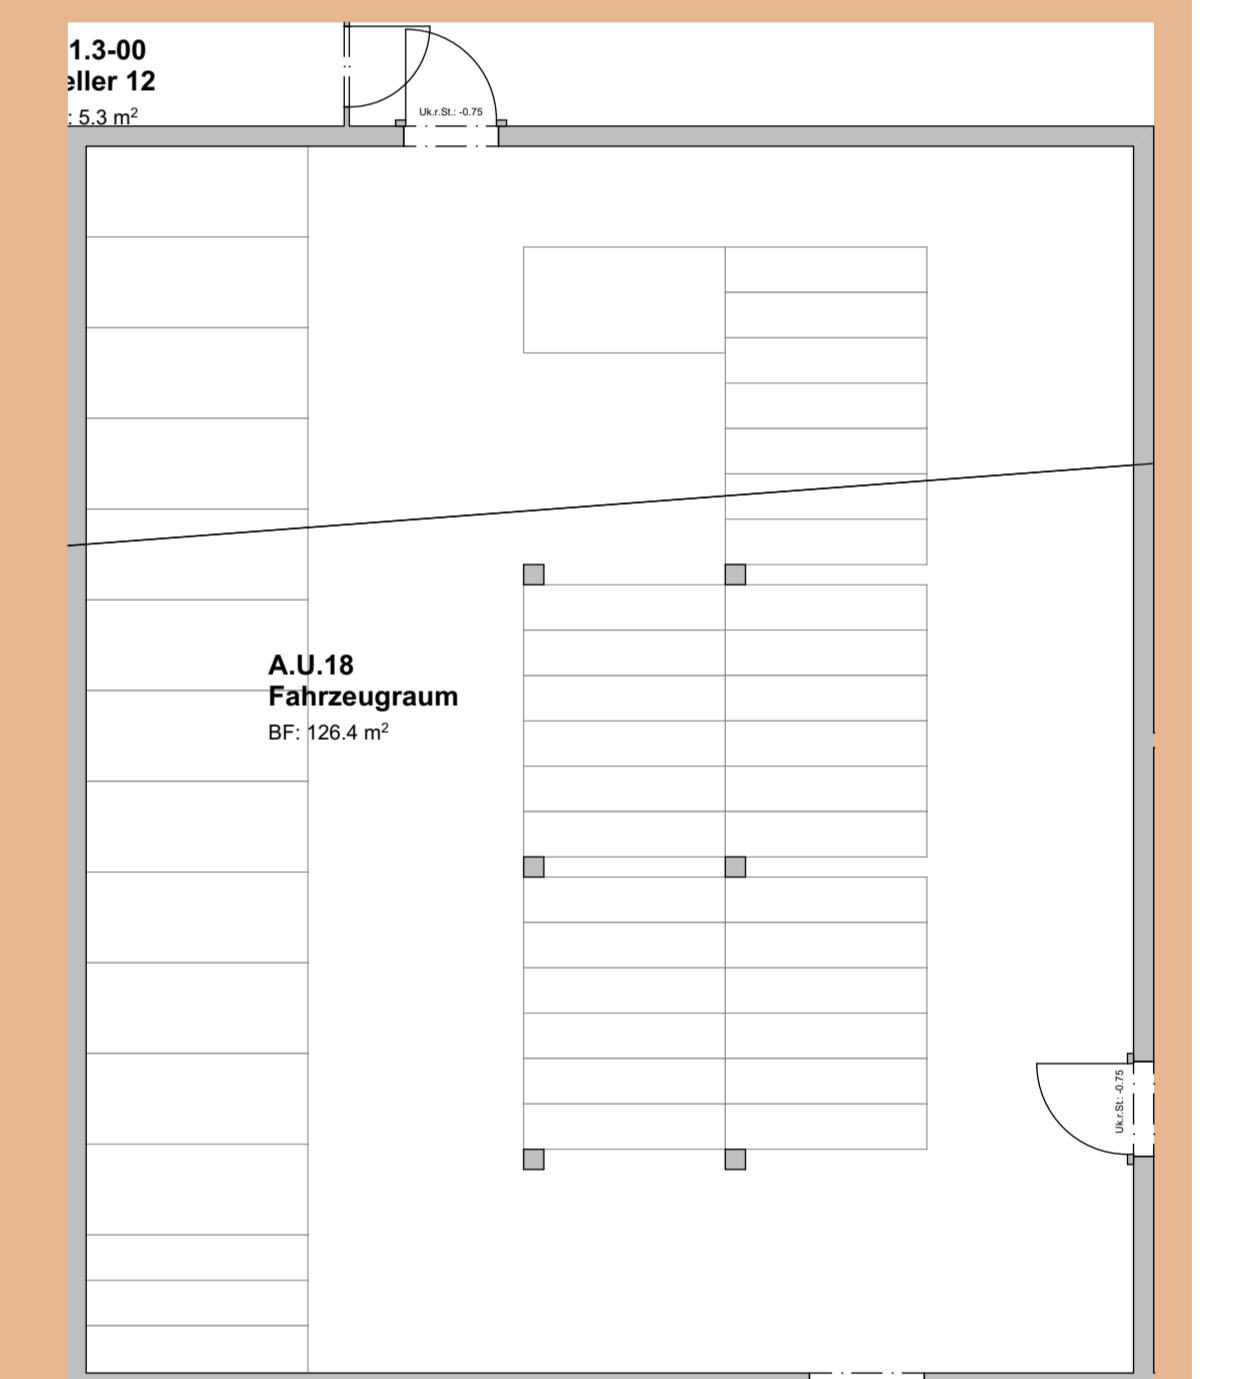 1.3-00
eller 12
: 5.3 m²
Uk.r.St.: -0.75
A.U.18
Fahrzeugraum
BF: 126.4 m²
Uk.r.St.: -0.75